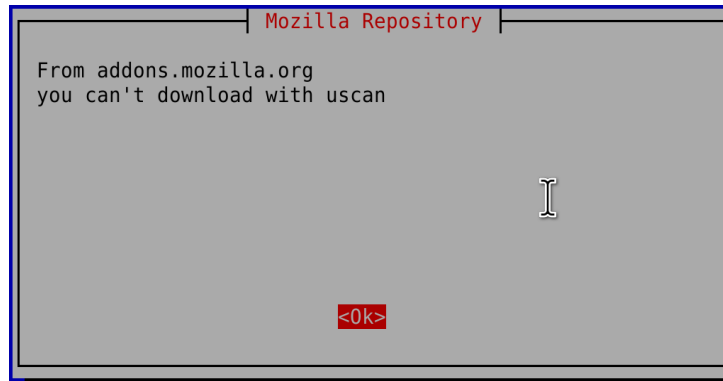 Mozilla Repository
From addons.mozilla.org
you can't download with uscan
<Ok>